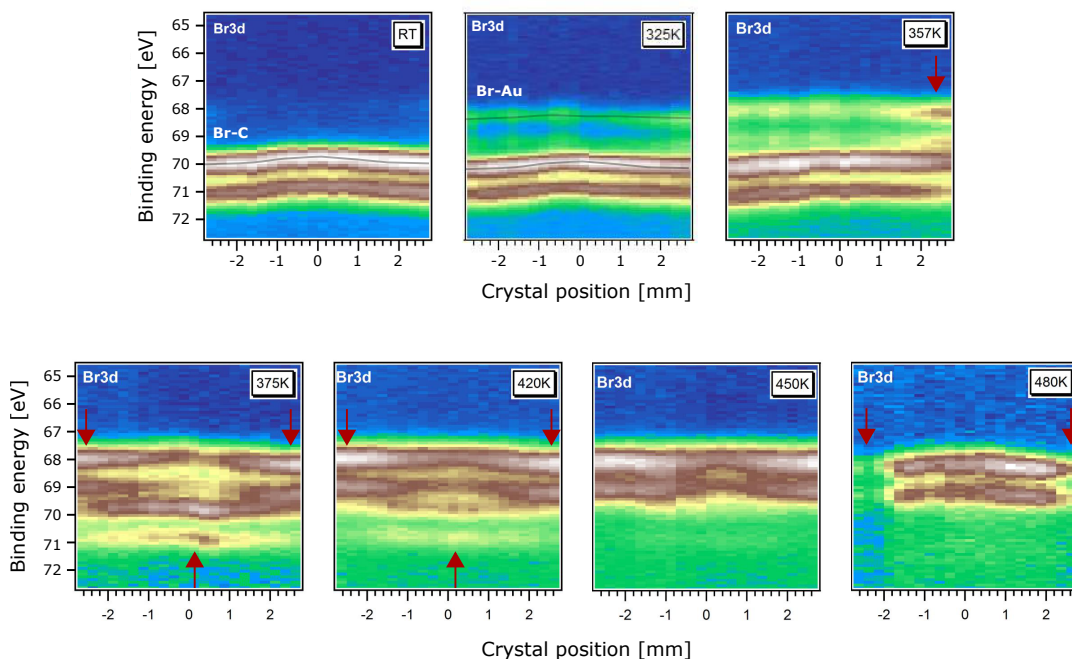 Br3d
RT
Br-C
65
66
67
68
69
70
71
72
Binding energy [eV]
-2 -1 0 1 2
Br3d
325K
Br-Au
-2 -1 0 1 2
Br3d
357K
-2 -1 0 1 2
Crystal position [mm]
Br3d
375K
65
66
67
68
69
70
71
72
Binding energy [eV]
-2 -1 0 1 2
Br3d
420K
-2 -1 0 1 2
Br3d
450K
-2 -1 0 1 2
Br3d
480K
-2 -1 0 1 2
Crystal position [mm]